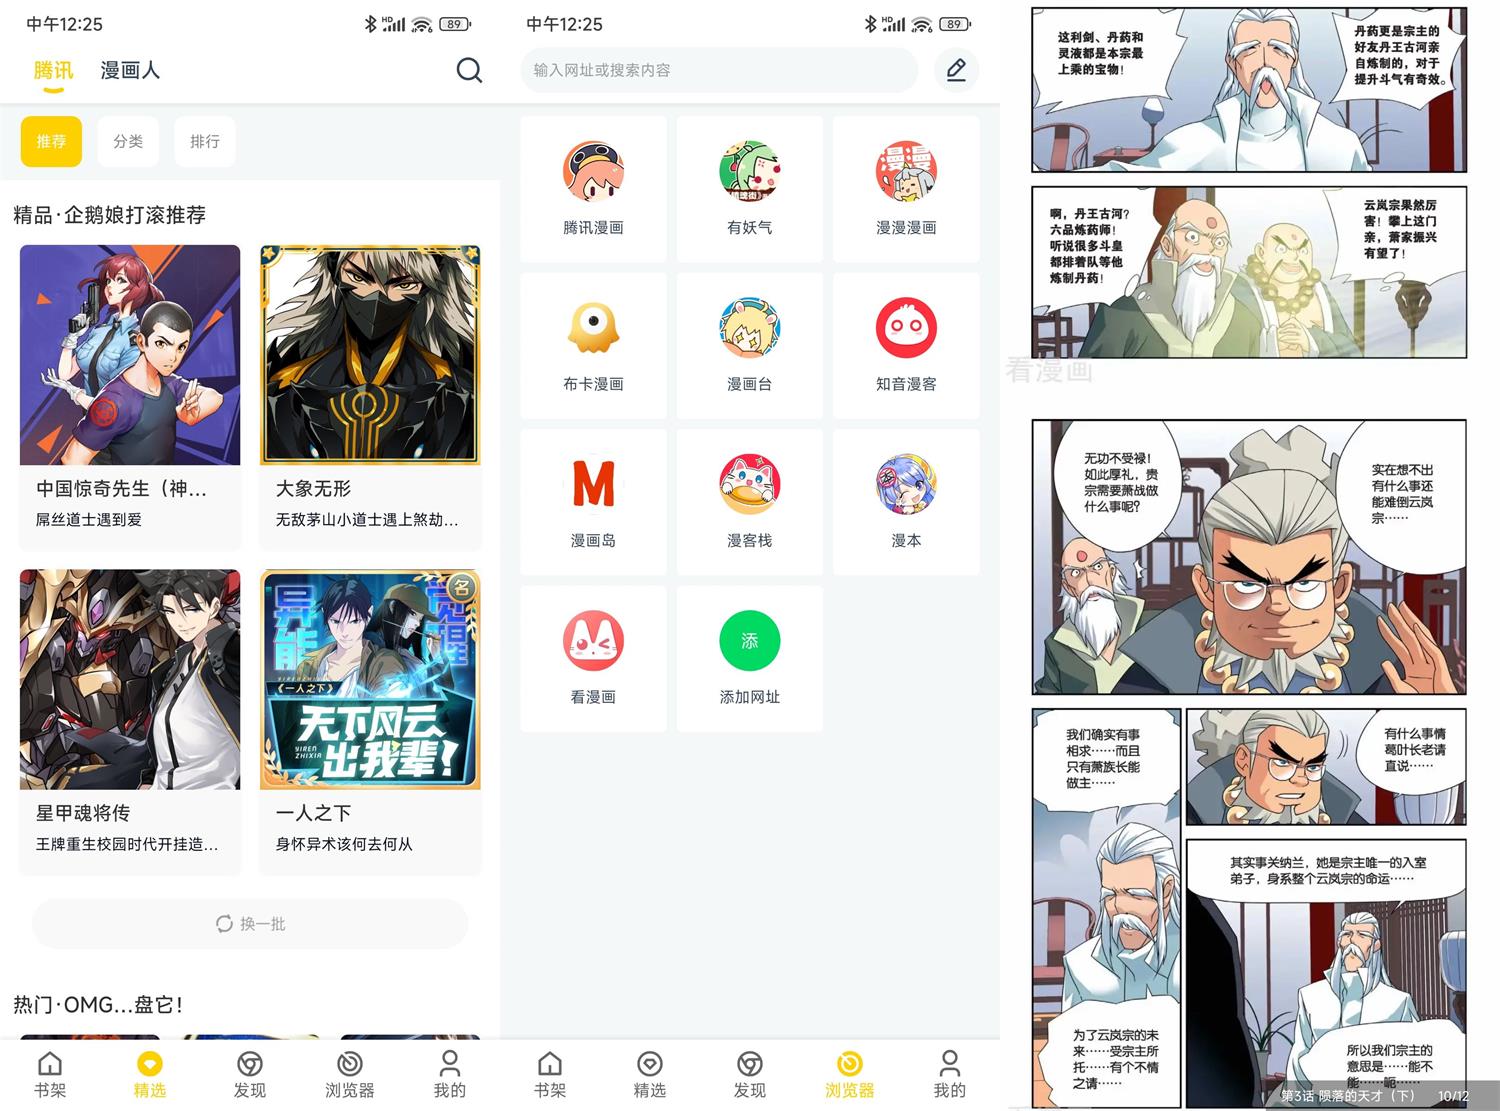 中午12:25
HD
6
89
腾讯
漫画人
推荐
分类
排行
精品·企鹅娘打滚推荐
中国惊奇先生（神...
屌丝道士遇到爱
大象无形
无敌茅山小道士遇上煞劫...
星甲魂将传
王牌重生校园时代开挂造...
名
异能
觉醒
《一人之下》
天下风云
出我辈！
YIREN
ZHIXIA
一人之下
身怀异术该何去何从
换一批
热门·OMG...盘它！
书架
精选
发现
浏览器
我的
中午12:25
HD
6
89
输入网址或搜索内容
腾讯漫画
有妖气
漫漫
漫漫漫画
布卡漫画
漫画台
知音漫客
M
漫画岛
漫客栈
漫本
看漫画
添
添加网址
书架
精选
发现
浏览器
我的
这利剑、丹药和
灵液都是本宗最
上乘的宝物！
丹药更是宗主的
好友丹王古河亲
自炼制的，对于
提升斗气有奇效。
啊，丹王古河？
六品炼药师！
听说很多斗皇
都排着队等他
炼制丹药！
云岚宗果然厉
害！攀上这门
亲，萧家振兴
有望了！
看漫画
无功不受禄！
如此厚礼，贵
宗需要萧战做
什么事呢？
实在想不出
有什么事还
能难倒云岚
宗……
我们确实有事
相求……而且
只有萧族长能
做主……
有什么事情
葛叶长老请
直说……
其实事关纳兰，她是宗主唯一的入室
弟子，身系整个云岚宗的命运……
为了云岚宗的未
来……受宗主所
托……有个不情
之请……
所以我们宗主的
意思是……能不
能……呃……
第3话 陨落的天才（下） 10/12